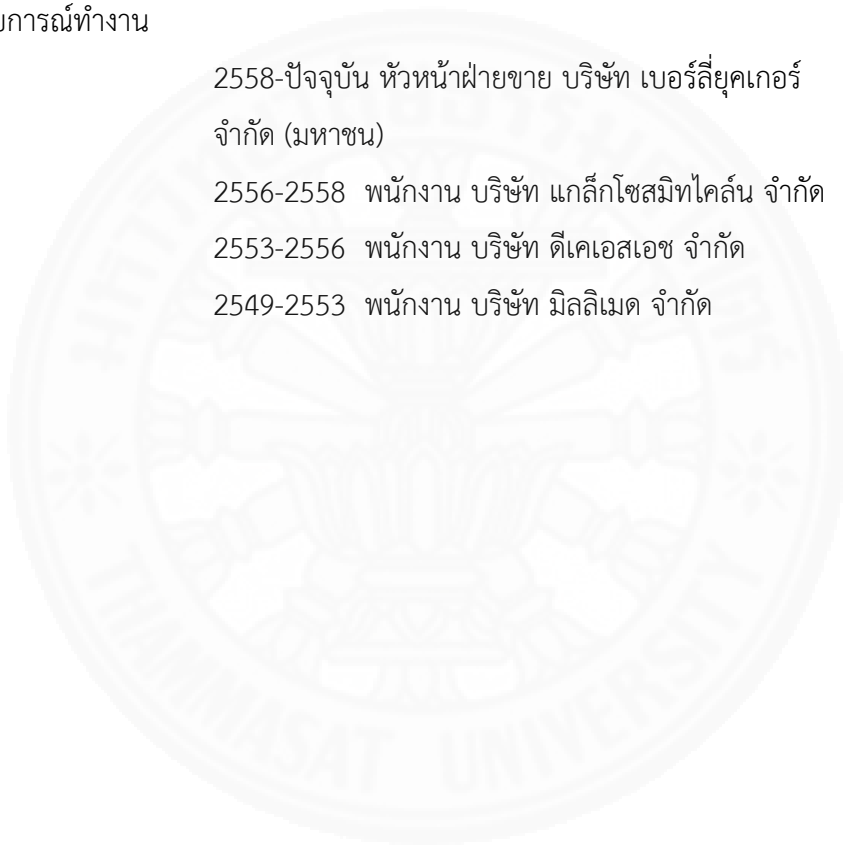 บการณ์ทำงาน
2558-ปัจจุบัน หัวหน้าฝ่ายขาย บริษัท เบอร์ลี่ยุคเกอร์
จำกัด (มหาชน)
2556-2558 พนักงาน บริษัท แกล็กโซสมิทไคล์น จำกัด
2553-2556 พนักงาน บริษัท ดีเคเอสเอช จำกัด
2549-2553 พนักงาน บริษัท มิลลิเมด จำกัด
THAMMASAT UNIVERSITY